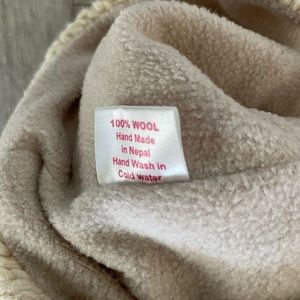 100% WOOL
Hand Made
in Nepal
Hand Wash in
Cold water